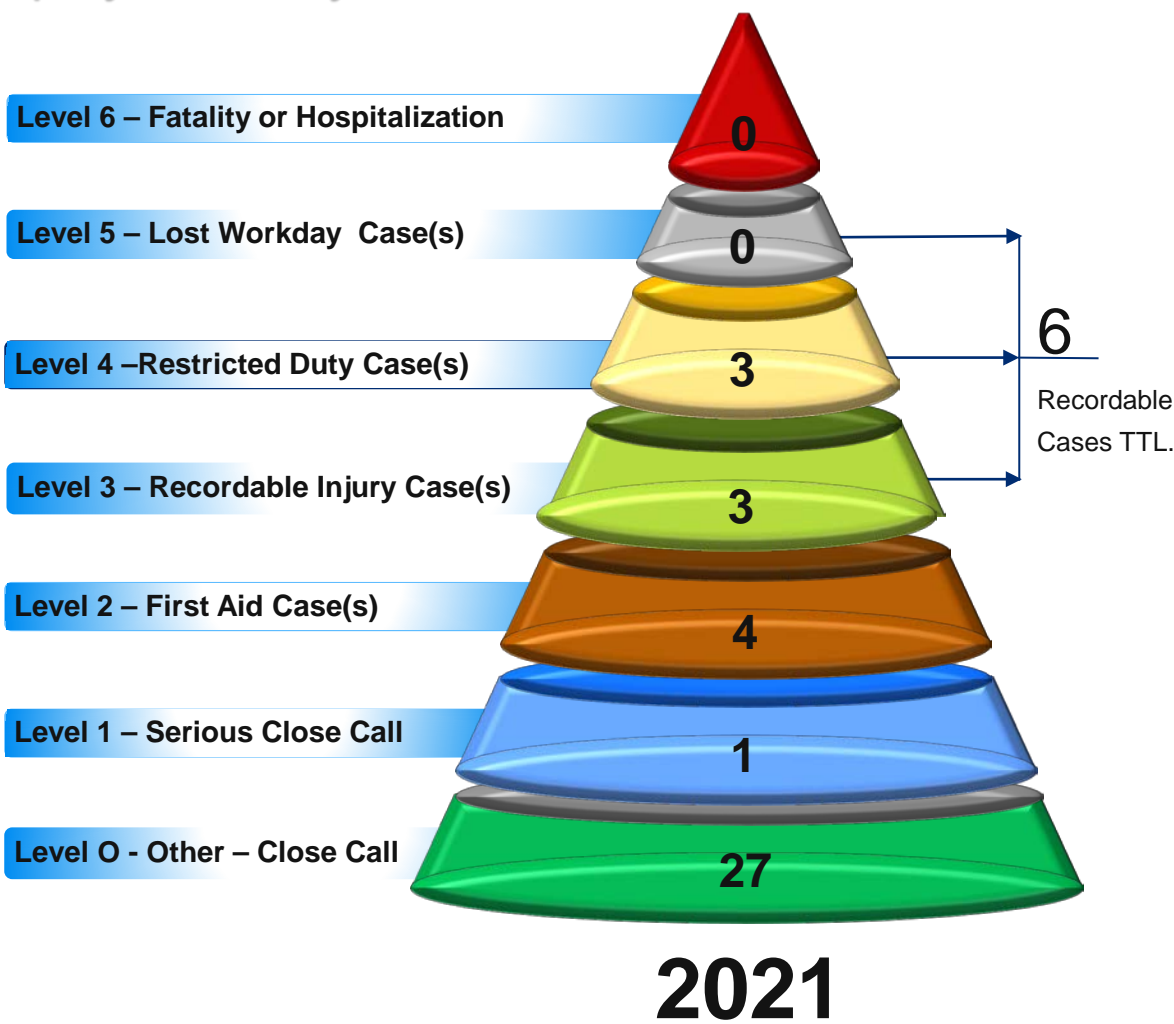 Level 6 – Fatality or Hospitalization
0
Level 5 – Lost Workday Case(s)
0
Level 4 –Restricted Duty Case(s)
3
6
Recordable
Cases TTL.
Level 3 – Recordable Injury Case(s)
3
Level 2 – First Aid Case(s)
4
Level 1 – Serious Close Call
1
Level O - Other – Close Call
27
2021